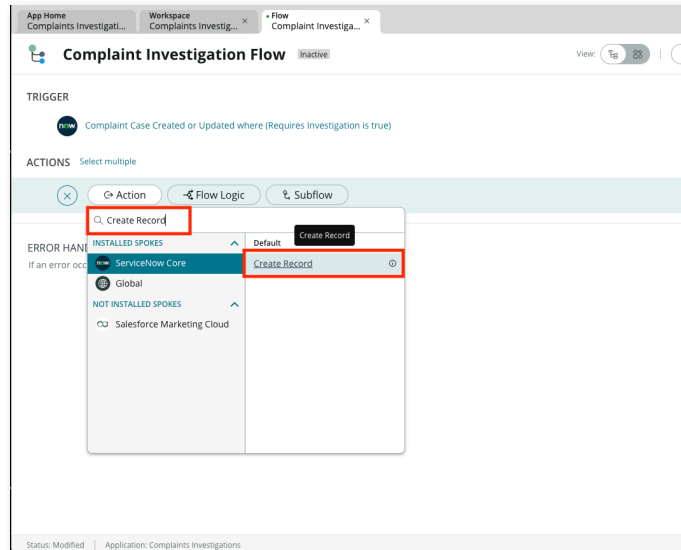 App Home
Complaints Investigati...
Workspace
Complaints Investig...
Flow
Complaint Investiga...
Complaint Investigation Flow
Inactive
View:
TRIGGER
now
Complaint Case Created or Updated where (Requires Investigation is true)
ACTIONS Select multiple
Action
Flow Logic
Subflow
Create Record
INSTALLED SPOKES
Default
Create Record
ERROR HAN
If an error occ
now
ServiceNow Core
Create Record
Global
NOT INSTALLED SPOKES
Salesforce Marketing Cloud
Status: Modified
Application: Complaints Investigations